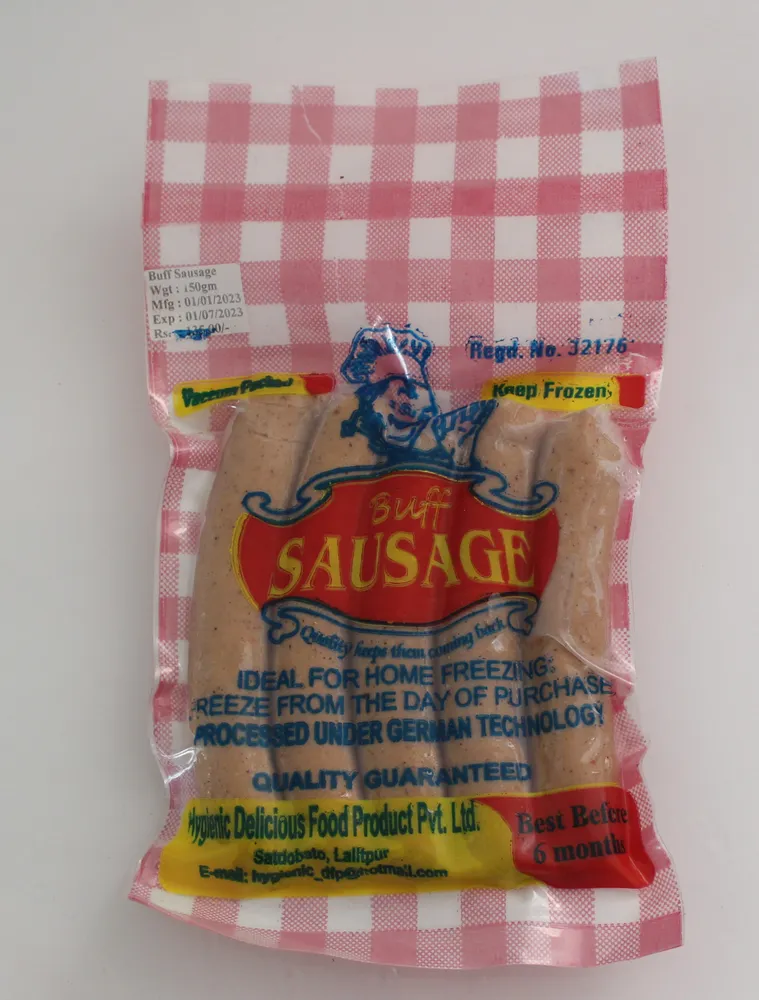 Buff Sausage
Wgt : 150gm
Mfg : 01/01/2023
Exp : 01/07/2023
Rs.
Regd. No. 32176
Vaccum Packed
Keep Frozen
Buff
SAUSAGE
Quality keeps them coming back
IDEAL FOR HOME FREEZING:
FREEZE FROM THE DAY OF PURCHASE
PROCESSED UNDER GERMAN TECHNOLOGY
QUALITY GUARANTEED
Hygienic Delicious Food Product Pvt. Ltd.
Satdobato, Lalitpur
E-mail: hygienic_dfp@hotmail.com
Best Before
6 months